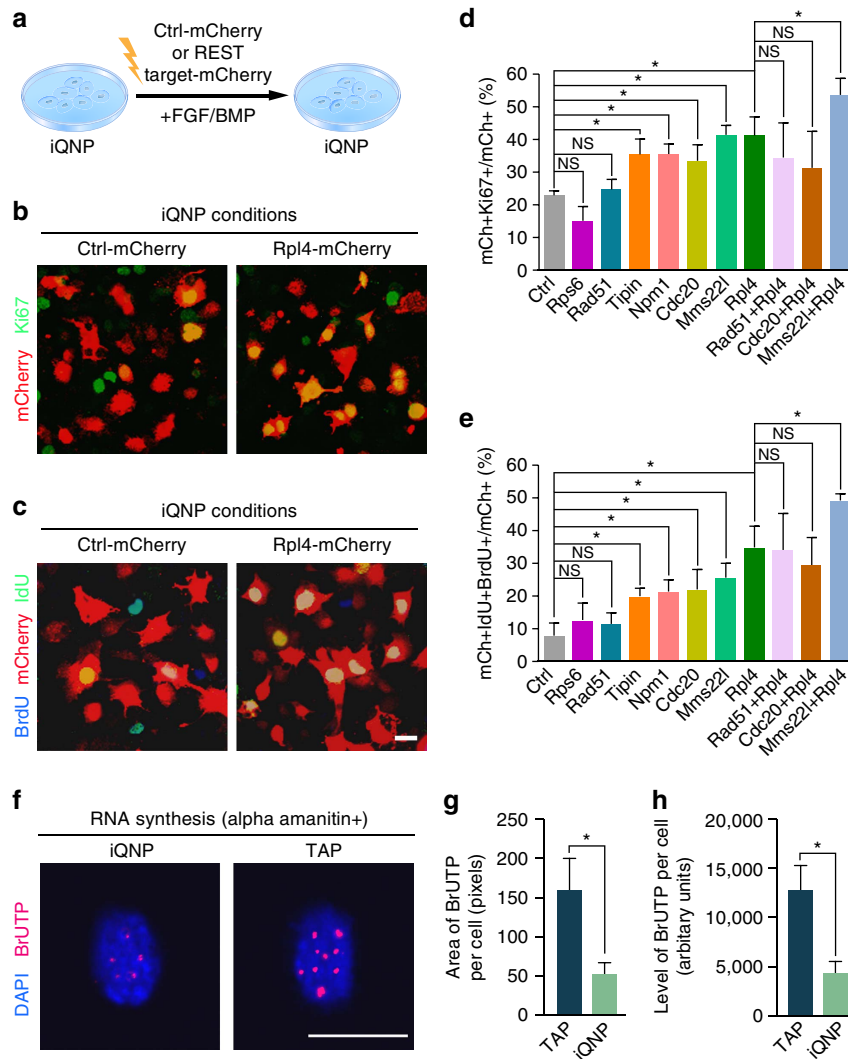 a
Ctrl-mCherry
or REST
target-mCherry
+FGF/BMP
iQNP
iQNP
b
iQNP conditions
Ctrl-mCherry
Rpl4-mCherry
mCherry Ki67
c
iQNP conditions
Ctrl-mCherry
Rpl4-mCherry
BrdU mCherry IdU
d
mCh+Ki67+/mCh+ (%)
60
50
40
30
20
10
0
NS
NS
*
*
*
*
*
NS
NS
*
Ctrl
Rps6
Rad51
Tipin
Npm1
Cdc20
Mms22l
Rpl4
Rad51+Rpl4
Cdc20+Rpl4
Mms22l+Rpl4
e
mCh+IdU+BrdU+/mCh+ (%)
60
50
40
30
20
10
0
NS
NS
*
*
*
*
*
NS
NS
*
Ctrl
Rps6
Rad51
Tipin
Npm1
Cdc20
Mms22l
Rpl4
Rad51+Rpl4
Cdc20+Rpl4
Mms22l+Rpl4
f
RNA synthesis (alpha amanitin+)
iQNP
TAP
DAPI BrUTP
g
Area of BrUTP
per cell (pixels)
250
200
150
100
50
0
*
TAP
iQNP
h
Level of BrUTP per cell
(arbitary units)
20,000
15,000
10,000
5,000
0
*
TAP
iQNP